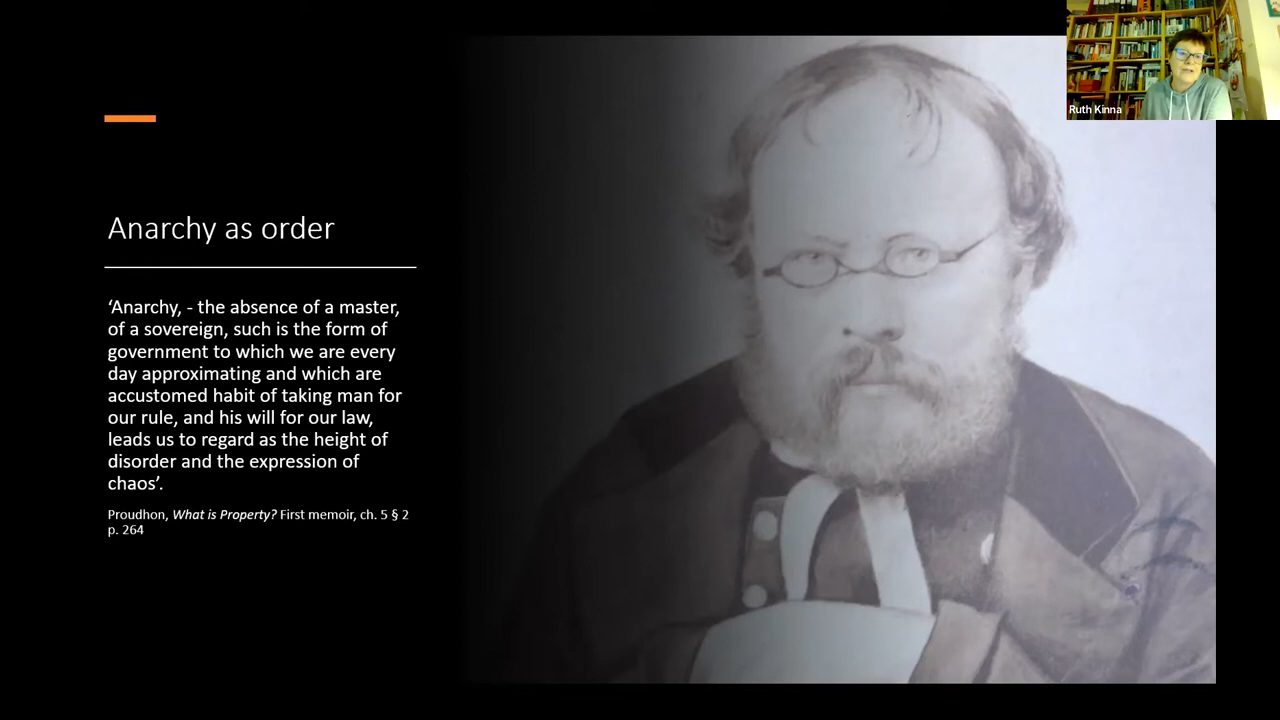 Ruth Kinna
Anarchy as order
‘Anarchy, - the absence of a master,
of a sovereign, such is the form of
government to which we are every
day approximating and which are
accustomed habit of taking man for
our rule, and his will for our law,
leads us to regard as the height of
disorder and the expression of
chaos’.
Proudhon, What is Property? First memoir, ch. 5 § 2
p. 264